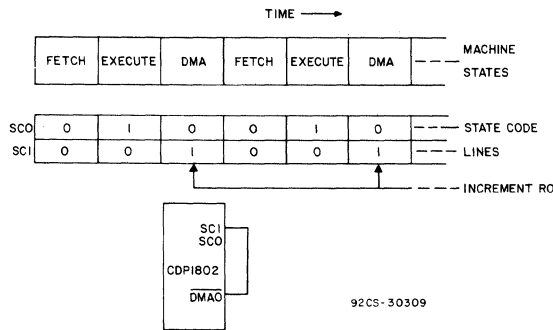 TIME
FETCH EXECUTE DMA FETCH EXECUTE DMA MACHINE STATES
SC0 0 1 0 0 1 0 STATE CODE
SC1 0 0 1 0 0 1 LINES
INCREMENT R0
SC1
SC0
CDP1802
DMAO
92CS-30309